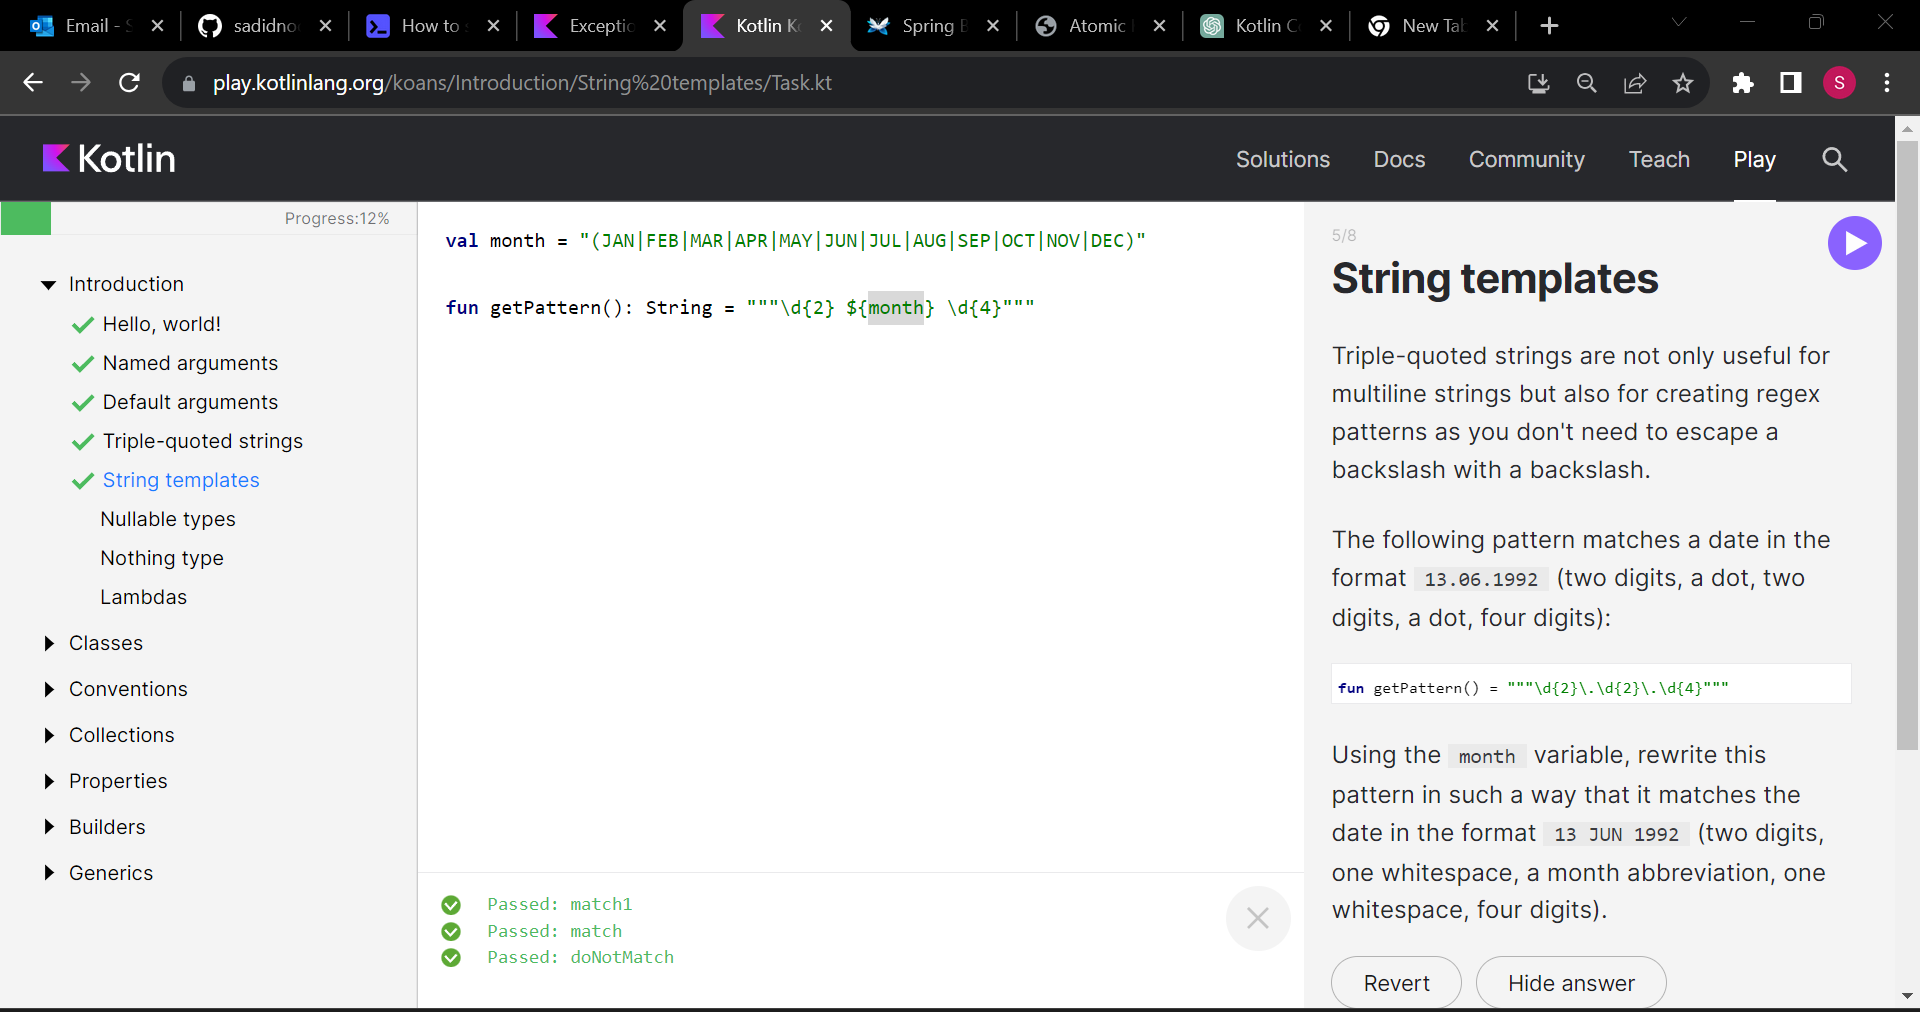 Email - S
sadidno
How to s
Exceptio
Kotlin Ko
Spring B
Atomic
Kotlin Co
New Tab
play.kotlinlang.org/koans/Introduction/String%20templates/Task.kt
S
Kotlin
Solutions
Docs
Community
Teach
Play
Progress:12%
Introduction
Hello, world!
Named arguments
Default arguments
Triple-quoted strings
String templates
Nullable types
Nothing type
Lambdas
Classes
Conventions
Collections
Properties
Builders
Generics
val month = "(JAN|FEB|MAR|APR|MAY|JUN|JUL|AUG|SEP|OCT|NOV|DEC)"
fun getPattern(): String = """\d{2} ${month} \d{4}"""
Passed: match1
Passed: match
Passed: doNotMatch
5/8
String templates
Triple-quoted strings are not only useful for
multiline strings but also for creating regex
patterns as you don't need to escape a
backslash with a backslash.
The following pattern matches a date in the
format 13.06.1992 (two digits, a dot, two
digits, a dot, four digits):
fun getPattern() = """\d{2}\.\d{2}\.\d{4}"""
Using the month variable, rewrite this
pattern in such a way that it matches the
date in the format 13 JUN 1992 (two digits,
one whitespace, a month abbreviation, one
whitespace, four digits).
Revert
Hide answer